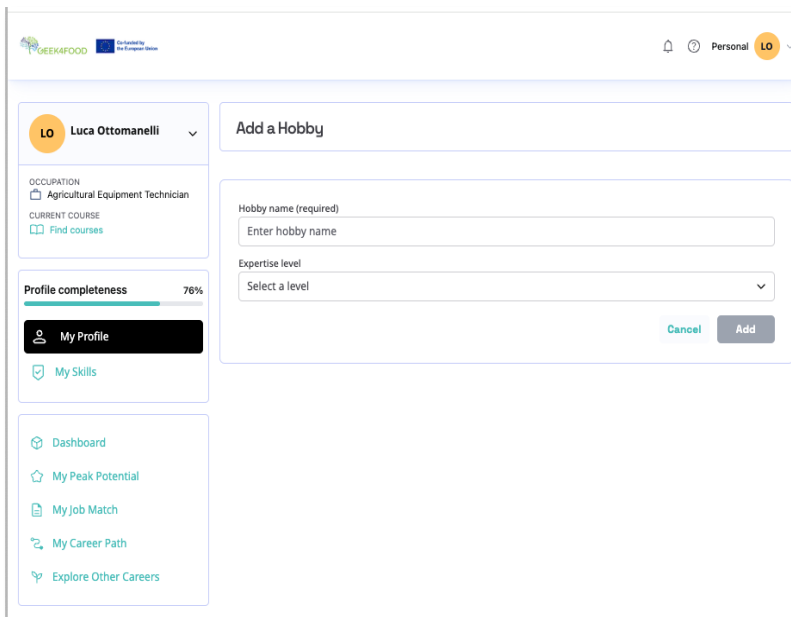 GEEK4FOOD
Co-funded by
the European Union
Personal
LO
LO
Luca Ottomanelli
OCCUPATION
Agricultural Equipment Technician
CURRENT COURSE
Find courses
Profile completeness 76%
My Profile
My Skills
Dashboard
My Peak Potential
My Job Match
My Career Path
Explore Other Careers
Add a Hobby
Hobby name (required)
Enter hobby name
Expertise level
Select a level
Cancel Add